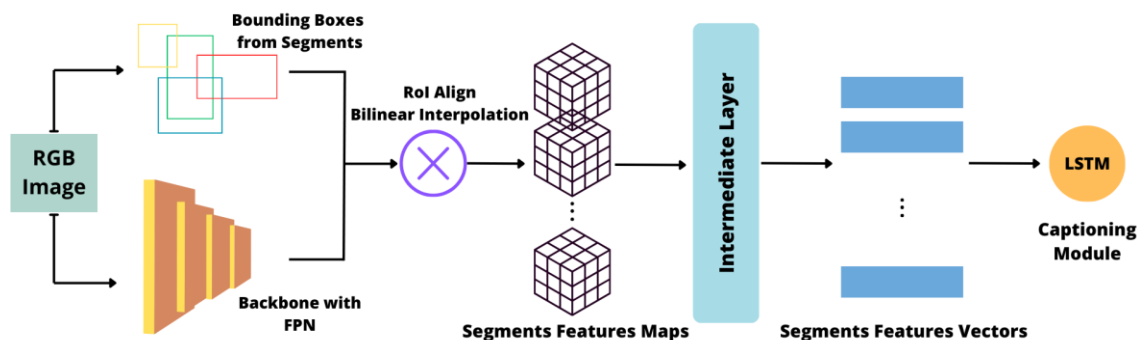 Bounding Boxes
from Segments
RGB
Image
Backbone with
FPN
RoI Align
Bilinear Interpolation
Segments Features Maps
Intermediate Layer
Segments Features Vectors
LSTM
Captioning
Module